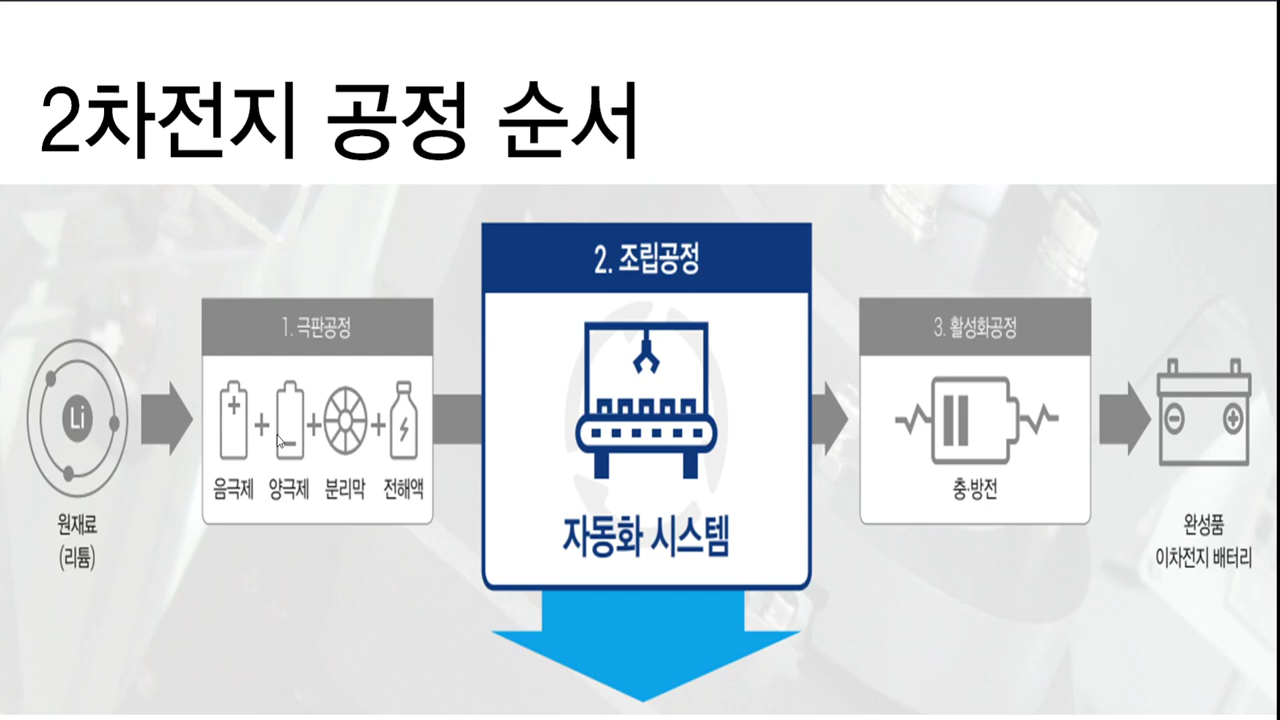 2차전지 공정 순서
Li
원재료
(리튬)
1. 극판공정
음극제 양극제 분리막 전해액
2. 조립공정
자동화 시스템
3. 활성화공정
충·방전
완성품
이차전지 배터리